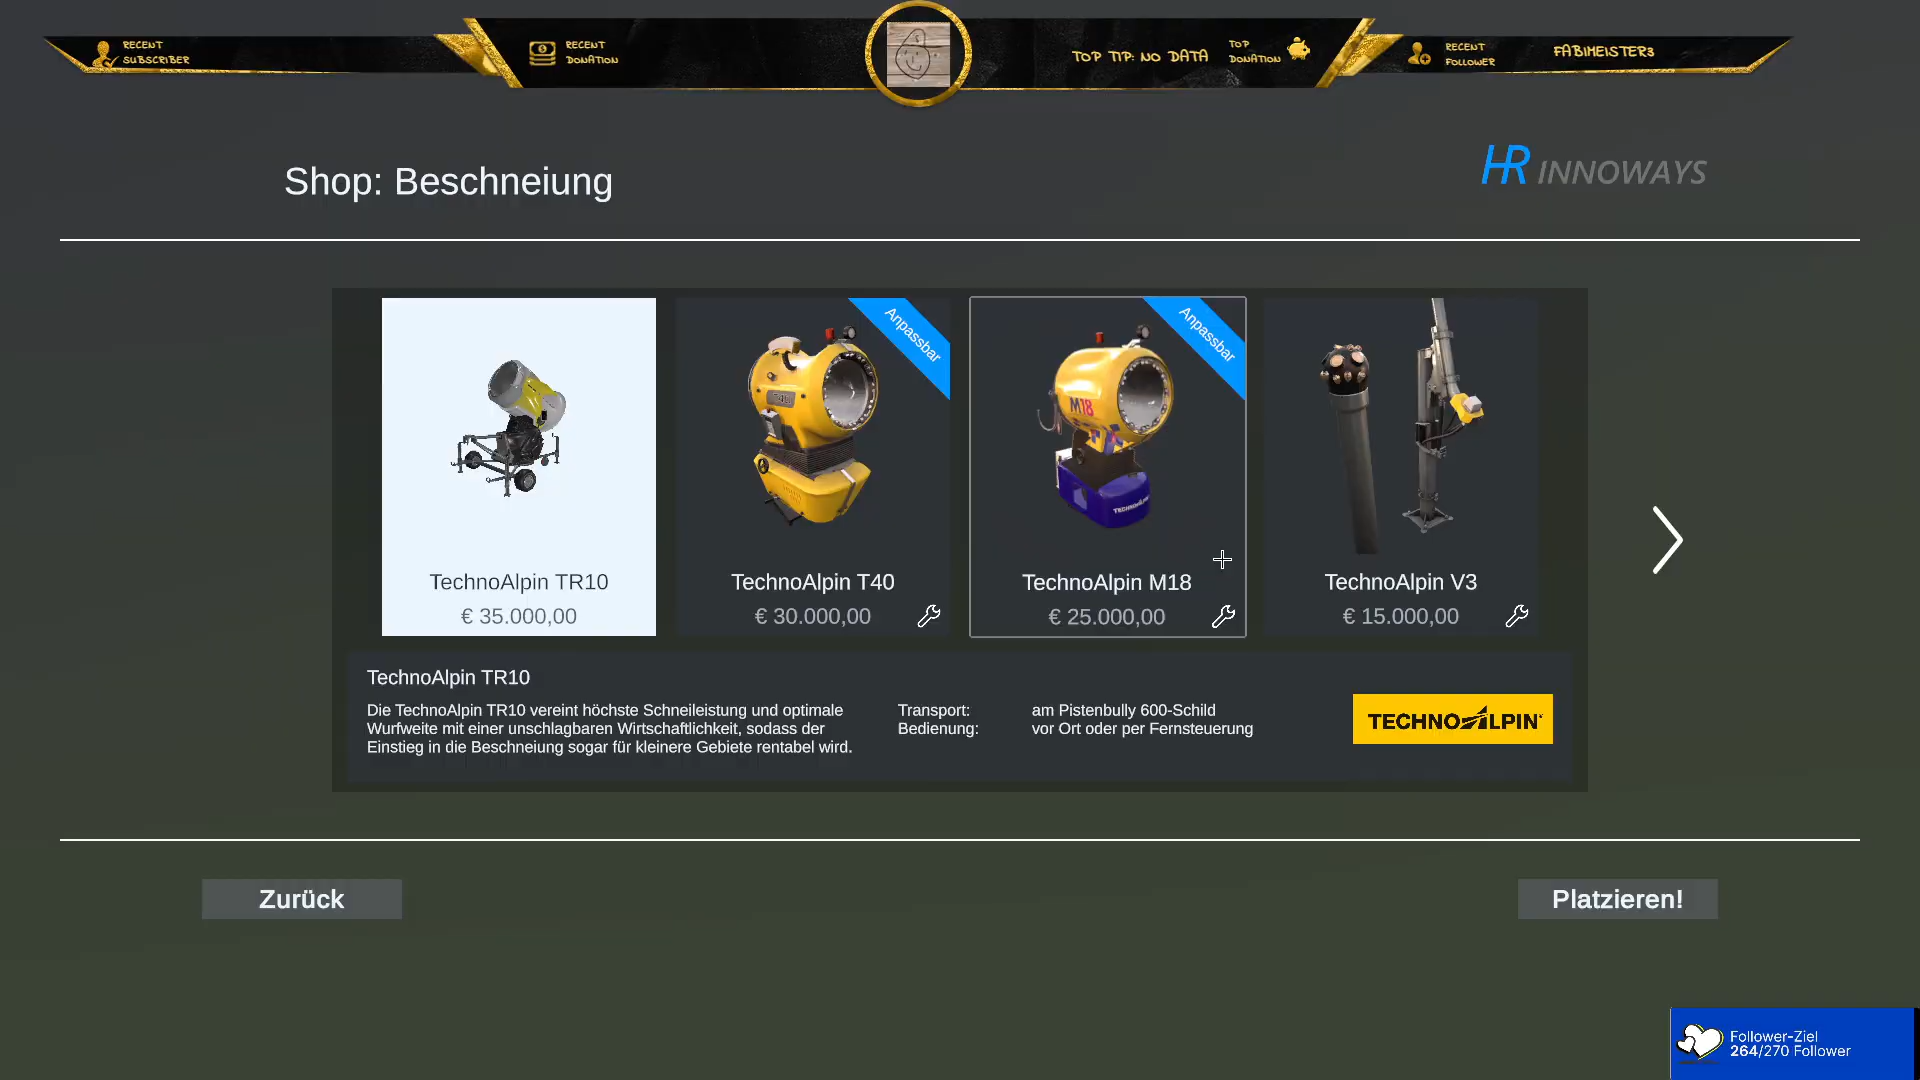 RECENT
SUBSCRIBER
RECENT
DONATION
TOP TIP: NO DATA
TOP
DONATION
RECENT
FOLLOWER
FABIMEISTER3
Shop: Beschneiung
HR INNOWAYS
Anpassbar
Anpassbar
M18
TECHNOALPIN
TechnoAlpin TR10
€ 35.000,00
TechnoAlpin T40
€ 30.000,00
TechnoAlpin M18
€ 25.000,00
TechnoAlpin V3
€ 15.000,00
TechnoAlpin TR10
Die TechnoAlpin TR10 vereint höchste Schneileistung und optimale
Wurfweite mit einer unschlagbaren Wirtschaftlichkeit, sodass der
Einstieg in die Beschneiung sogar für kleinere Gebiete rentabel wird.
Transport: am Pistenbully 600-Schild
Bedienung: vor Ort oder per Fernsteuerung
TECHNOALPIN
Zurück
Platzieren!
Follower-Ziel
264/270 Follower